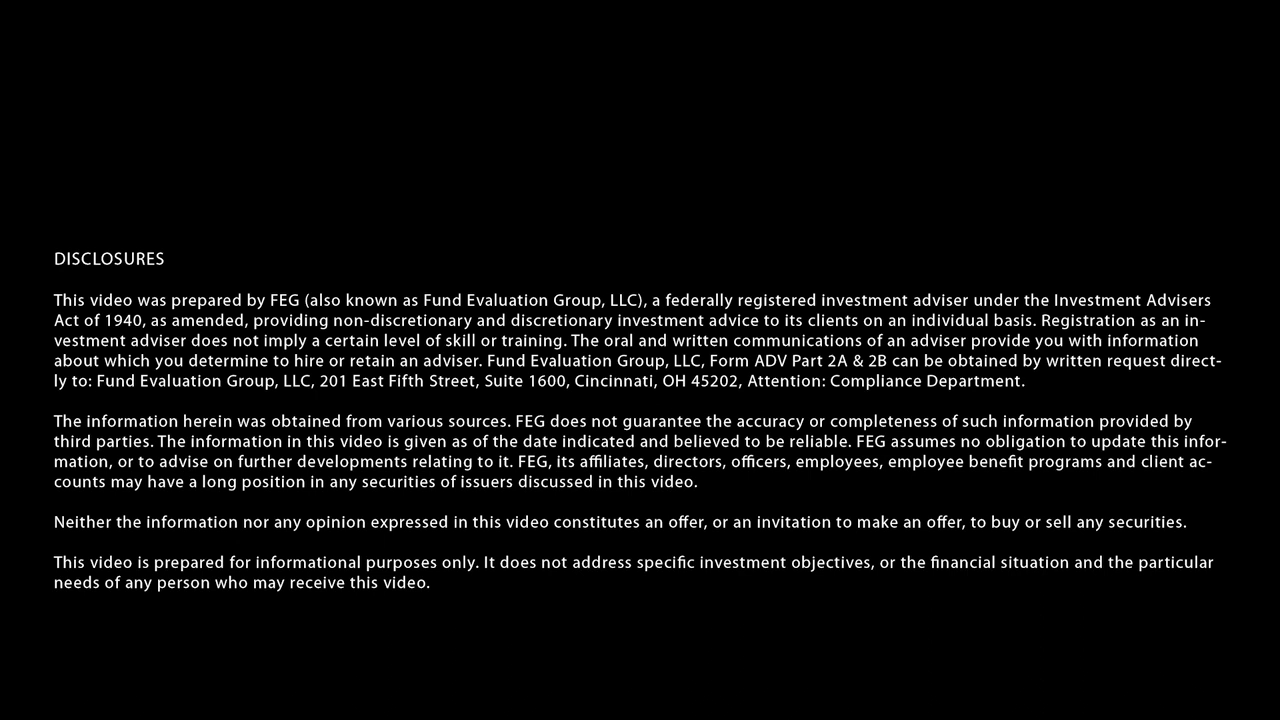 DISCLOSURES
This video was prepared by FEG (also known as Fund Evaluation Group, LLC), a federally registered investment adviser under the Investment Advisers
Act of 1940, as amended, providing non-discretionary and discretionary investment advice to its clients on an individual basis. Registration as an in-
vestment adviser does not imply a certain level of skill or training. The oral and written communications of an adviser provide you with information
about which you determine to hire or retain an adviser. Fund Evaluation Group, LLC, Form ADV Part 2A & 2B can be obtained by written request direct-
ly to: Fund Evaluation Group, LLC, 201 East Fifth Street, Suite 1600, Cincinnati, OH 45202, Attention: Compliance Department.
The information herein was obtained from various sources. FEG does not guarantee the accuracy or completeness of such information provided by
third parties. The information in this video is given as of the date indicated and believed to be reliable. FEG assumes no obligation to update this infor-
mation, or to advise on further developments relating to it. FEG, its affiliates, directors, officers, employees, employee benefit programs and client ac-
counts may have a long position in any securities of issuers discussed in this video.
Neither the information nor any opinion expressed in this video constitutes an offer, or an invitation to make an offer, to buy or sell any securities.
This video is prepared for informational purposes only. It does not address specific investment objectives, or the financial situation and the particular
needs of any person who may receive this video.